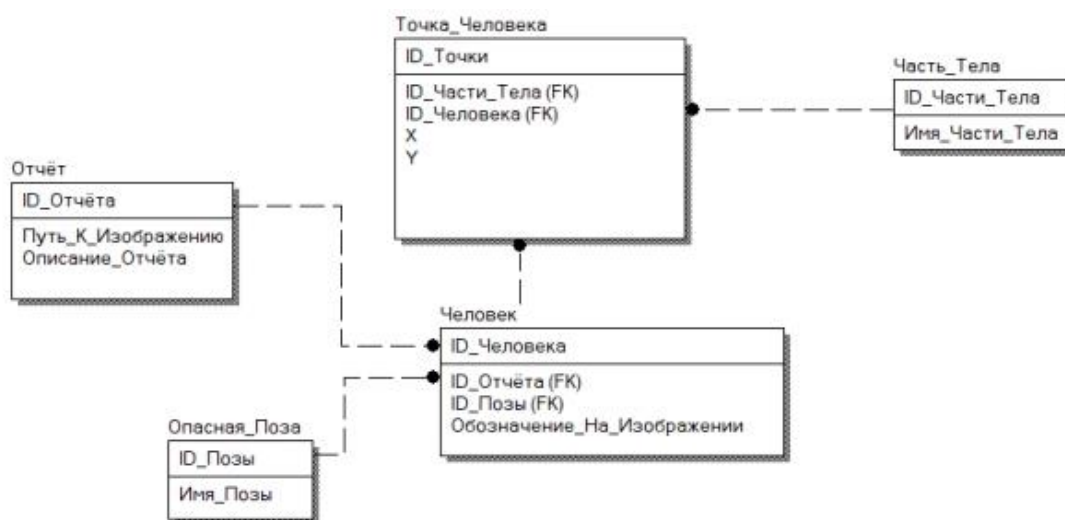 Точка_Человека
ID_Точки
ID_Части_Тела (FK)
ID_Человека (FK)
X
Y
Часть_Тела
ID_Части_Тела
Имя_Части_Тела
Отчёт
ID_Отчёта
Путь_К_Изображению
Описание_Отчёта
Человек
ID_Человека
ID_Отчёта (FK)
ID_Позы (FK)
Обозначение_На_Изображении
Опасная_Поза
ID_Позы
Имя_Позы